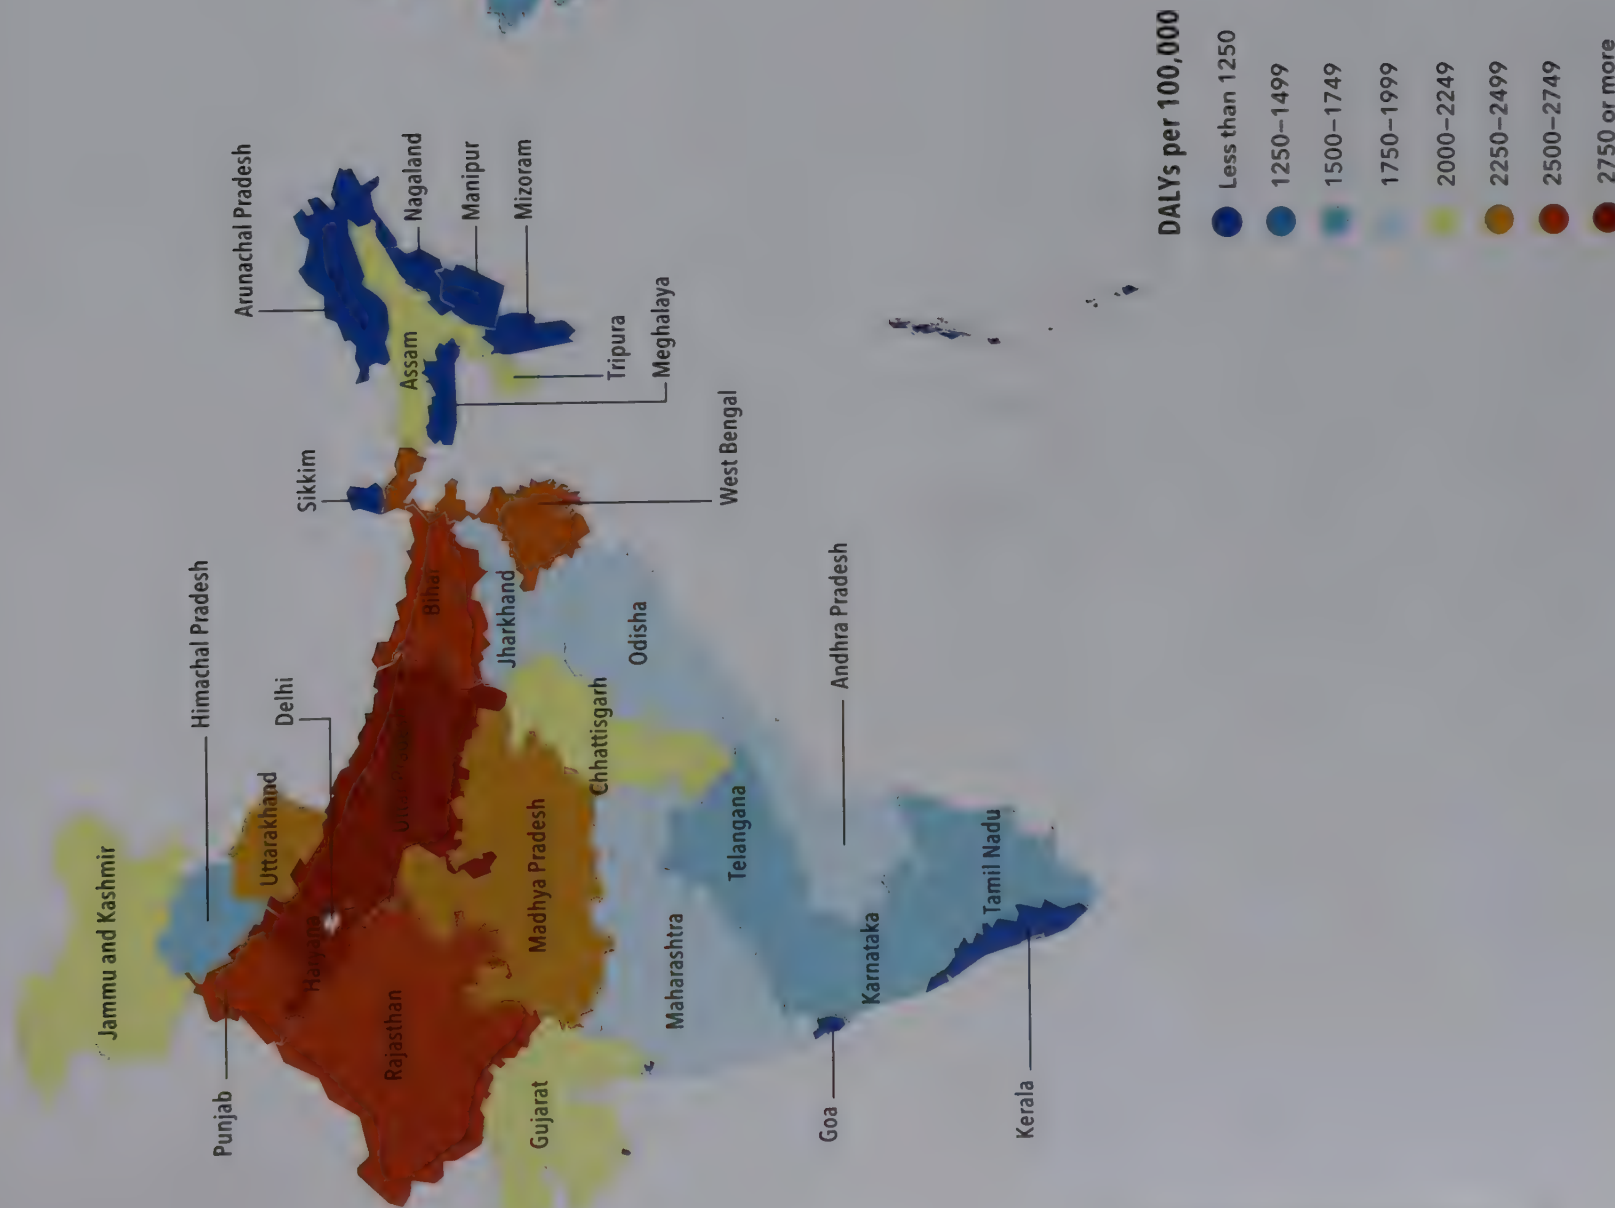 Jammu and Kashmir
Himachal Pradesh
Punjab
Uttarakhand
Haryana
Delhi
Rajasthan
Uttar Pradesh
Bihar
Sikkim
Arunachal Pradesh
Assam
Nagaland
Manipur
Mizoram
Tripura
Meghalaya
West Bengal
Jharkhand
Odisha
Chhattisgarh
Madhya Pradesh
Gujarat
Maharashtra
Telangana
Andhra Pradesh
Karnataka
Goa
Tamil Nadu
Kerala
DALYs per 100,000
Less than 1250
1250–1499
1500–1749
1750–1999
2000–2249
2250–2499
2500–2749
2750 or more